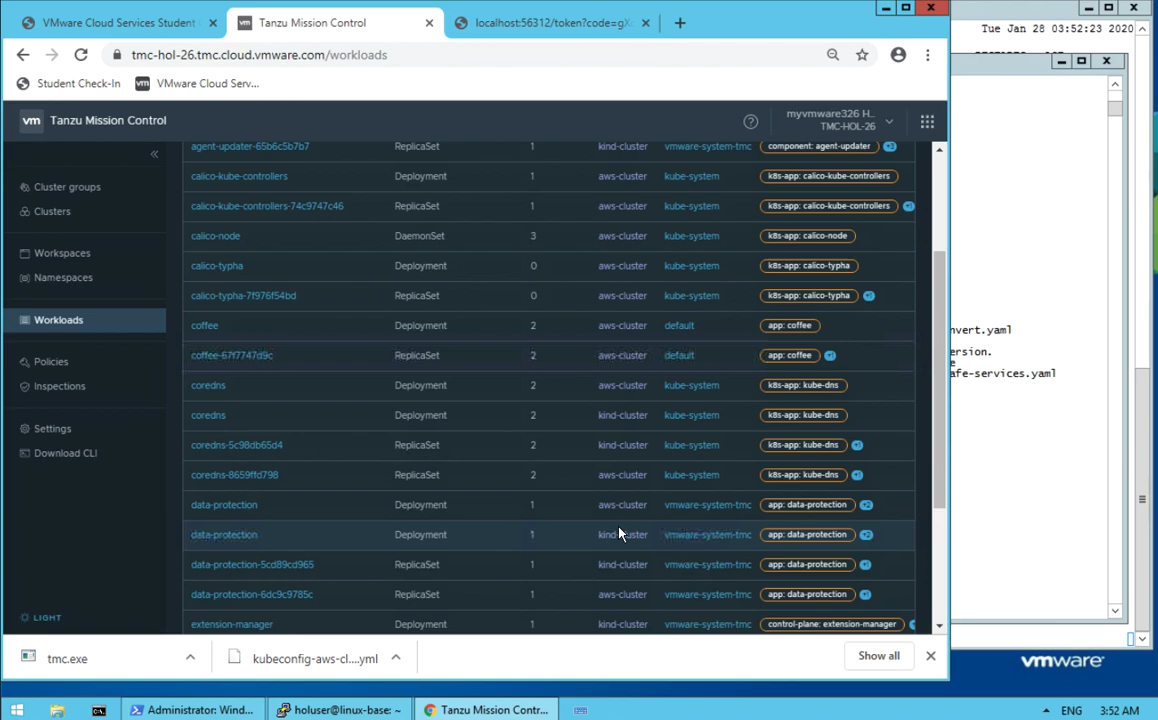 VMware Cloud Services Student
Tanzu Mission Control
localhost:56312/token?code=gX
Tue Jan 28 03:52:23 2020
tmc-hol-26.tmc.cloud.vmware.com/workloads
Student Check-In
VMware Cloud Serv...
vm Tanzu Mission Control
myvmware326 H...
TMC-HOL-26
Cluster groups
Clusters
Workspaces
Namespaces
Workloads
Policies
Inspections
Settings
Download CLI
LIGHT
agent-updater-65b6c5b7b7 ReplicaSet 1 kind-cluster vmware-system-tmc component: agent-updater
calico-kube-controllers Deployment 1 aws-cluster kube-system k8s-app: calico-kube-controllers
calico-kube-controllers-74c9747c46 ReplicaSet 1 aws-cluster kube-system k8s-app: calico-kube-controllers +1
calico-node DaemonSet 3 aws-cluster kube-system k8s-app: calico-node
calico-typha Deployment 0 aws-cluster kube-system k8s-app: calico-typha
calico-typha-7f976f54bd ReplicaSet 0 aws-cluster kube-system k8s-app: calico-typha +1
coffee Deployment 2 aws-cluster default app: coffee
coffee-67f7747d9c ReplicaSet 2 aws-cluster default app: coffee +1
coredns Deployment 2 aws-cluster kube-system k8s-app: kube-dns
coredns Deployment 2 kind-cluster kube-system k8s-app: kube-dns
coredns-5c98db65d4 ReplicaSet 2 kind-cluster kube-system k8s-app: kube-dns +1
coredns-8659ffd798 ReplicaSet 2 aws-cluster kube-system k8s-app: kube-dns +1
data-protection Deployment 1 aws-cluster vmware-system-tmc app: data-protection +2
data-protection Deployment 1 kind-cluster vmware-system-tmc app: data-protection +2
data-protection-5cd89cd965 ReplicaSet 1 kind-cluster vmware-system-tmc app: data-protection +1
data-protection-6dc9c9785c ReplicaSet 1 aws-cluster vmware-system-tmc app: data-protection +1
extension-manager Deployment 1 kind-cluster vmware-system-tmc control-plane: extension-manager
nvert.yaml
ersion.
e
afe-services.yaml
tmc.exe
kubeconfig-aws-cl....yml
Show all
vmware
Administrator: Wind...
holuser@linux-base: ~
Tanzu Mission Contr...
ENG 3:52 AM